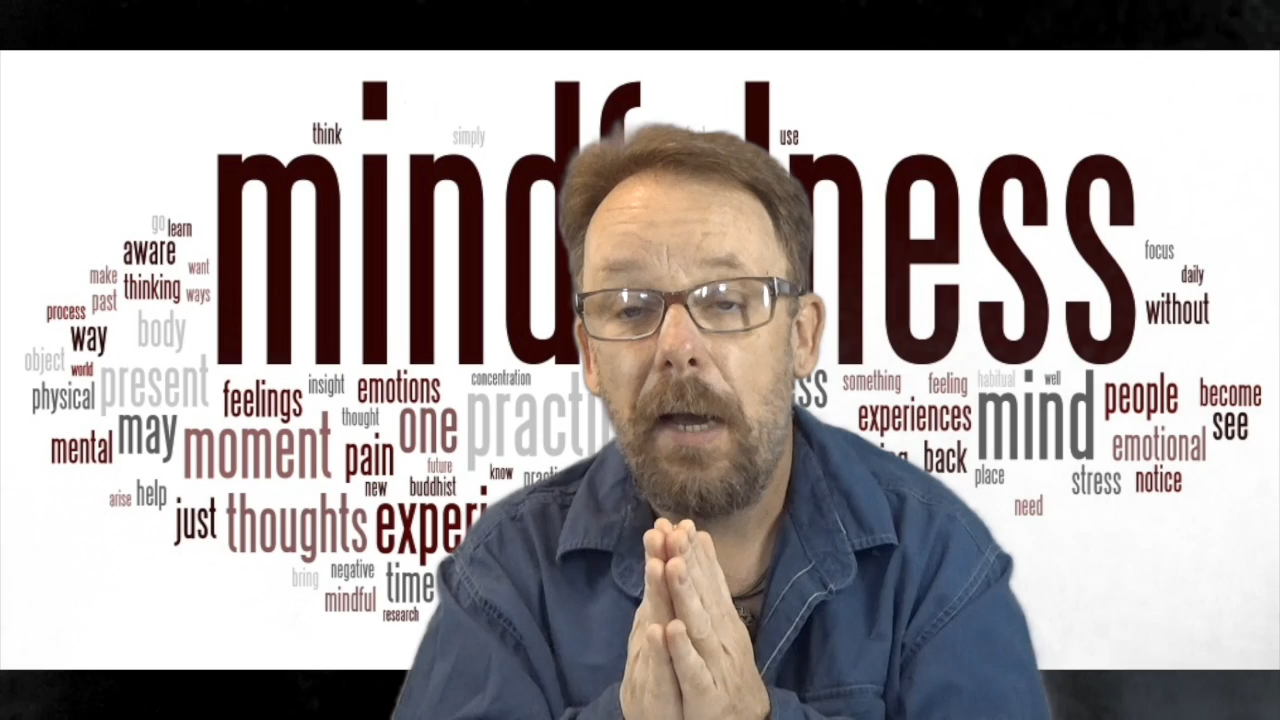 think
simply
use
mindfulness
go
learn
aware
want
make
thinking
ways
past
process
way
body
object
world
physical
present
may
mental
moment
feelings
insight
emotions
thought
one
pain
future
new
buddhist
know
concentration
arise
help
just
thoughts
bring
negative
time
mindful
research
focus
daily
without
something
feeling
habitual
well
experiences
mind
people
become
back
emotional
see
place
stress
notice
need